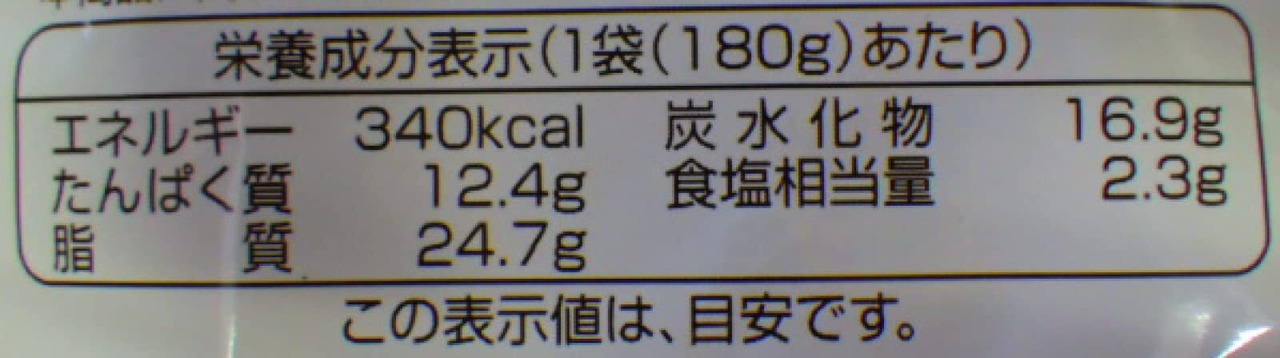 栄養成分表示(1袋(180g)あたり)
エネルギー 340kcal 炭水化物 16.9g
たんぱく質 12.4g 食塩相当量 2.3g
脂質 24.7g
この表示値は、目安です。